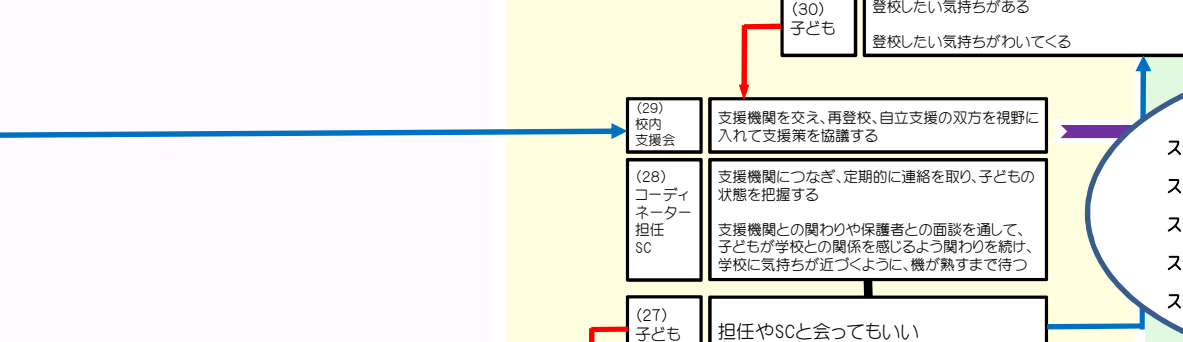 (30)
子ども
登校したい気持ちがある
登校したい気持ちがわいてくる
(29)
校内
支援会
支援機関を交え、再登校、自立支援の双方を視野に
入れて支援策を協議する
(28)
コーディ
ネーター
担任
SC
支援機関につなぎ、定期的に連絡を取り、子どもの
状態を把握する
支援機関との関わりや保護者との面談を通して、
子どもが学校との関係を感じるよう関わりを続け、
学校に気持ちが近づくように、機が熟すまで待つ
(27)
子ども
担任やSCと会ってもいい
ス
ス
ス
ス
ス